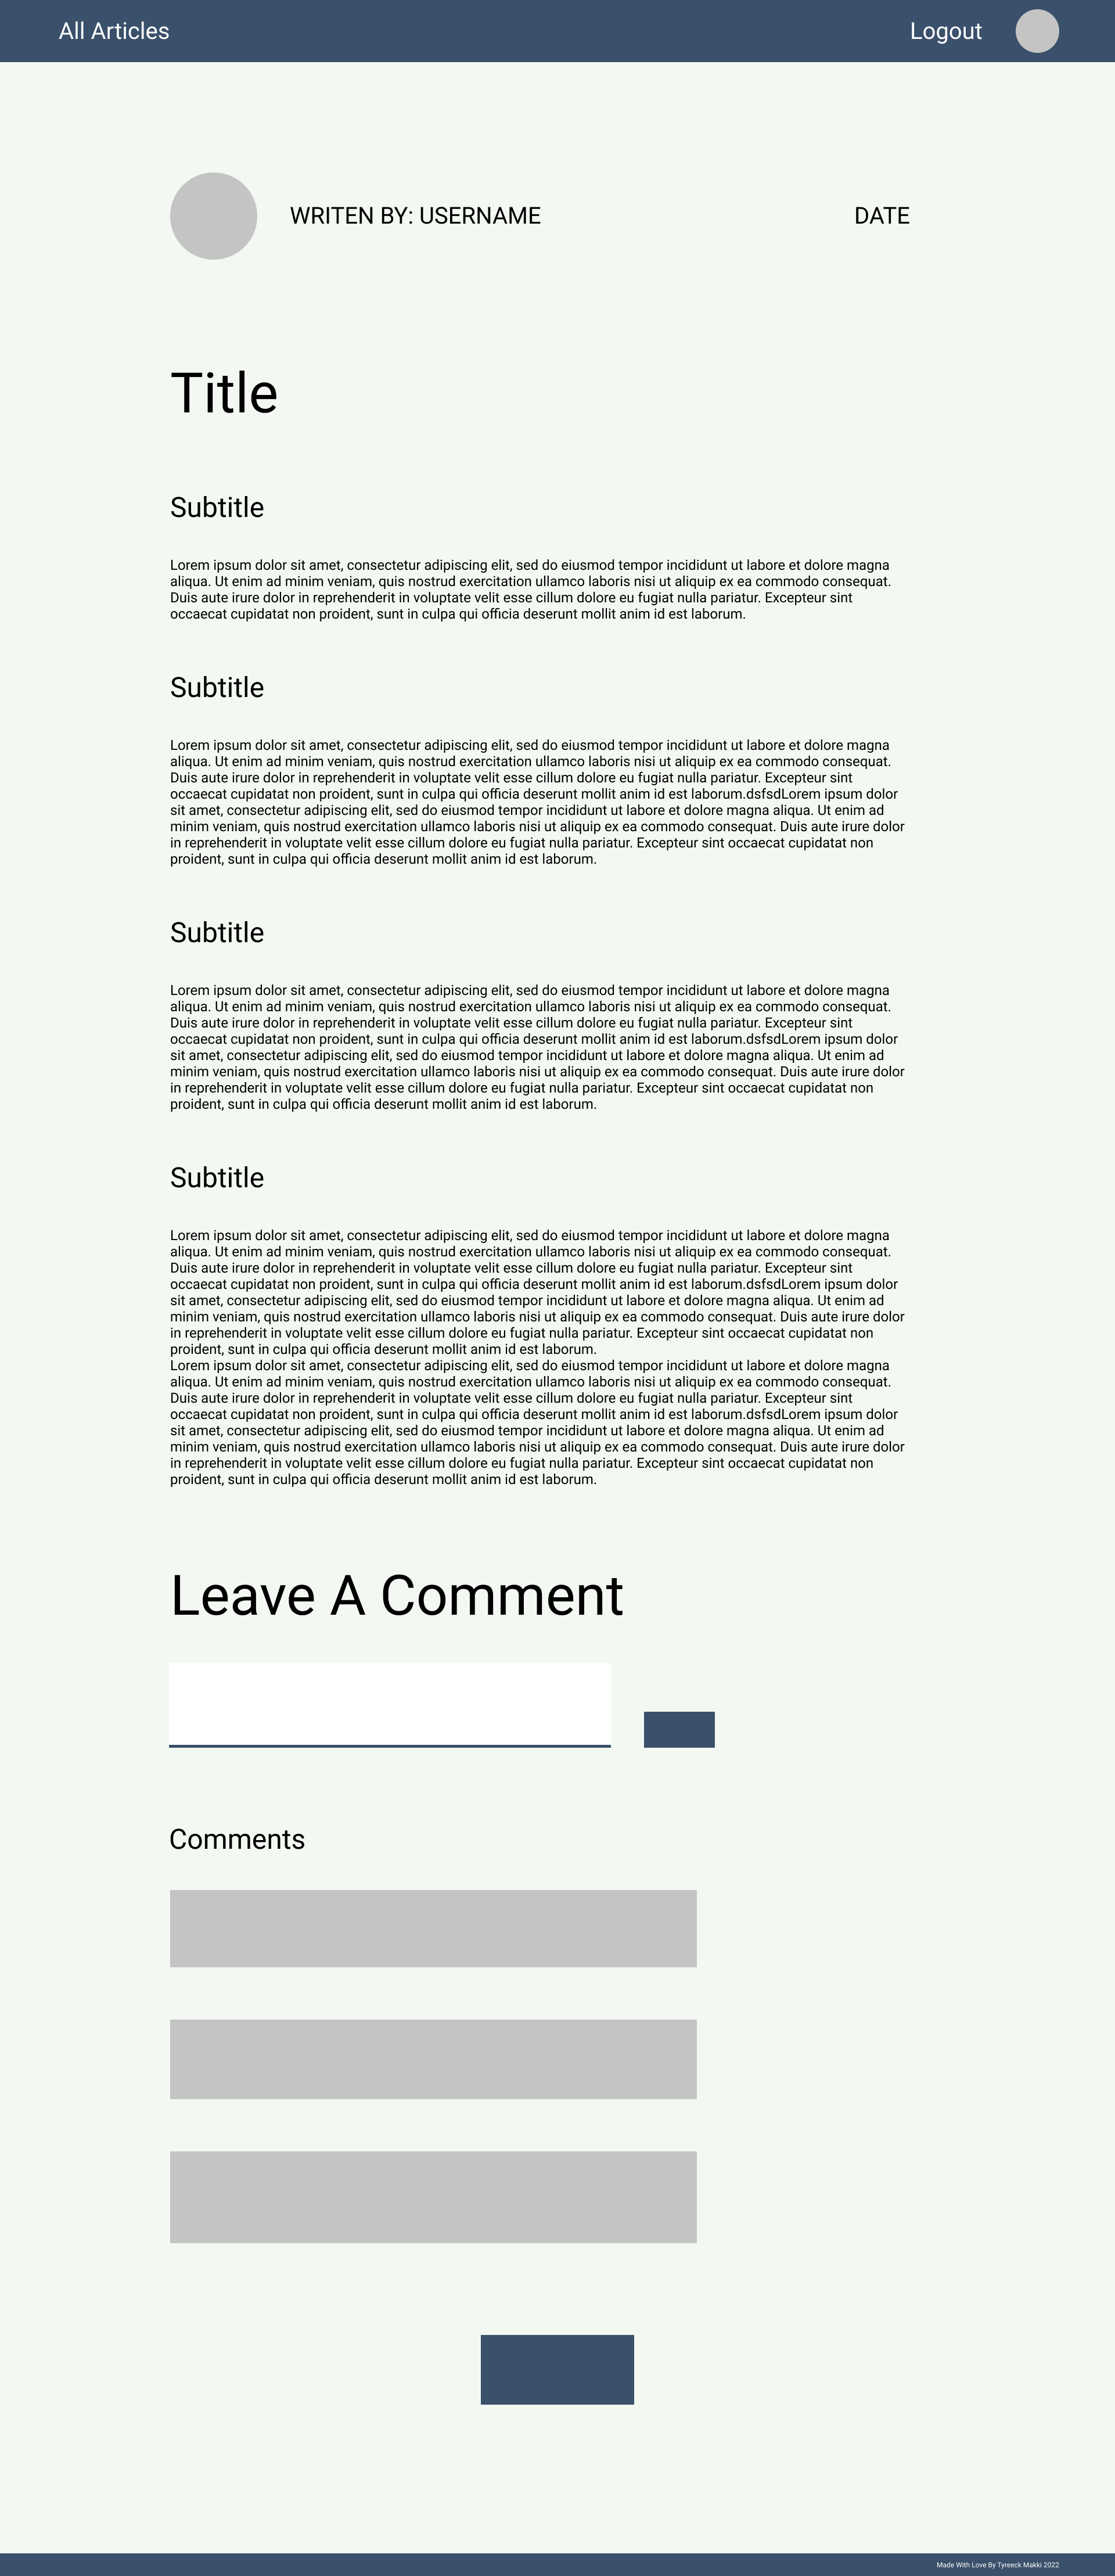 All Articles
Logout
WRITEN BY: USERNAME
DATE
Title
Subtitle
Lorem ipsum dolor sit amet, consectetur adipiscing elit, sed do eiusmod tempor incididunt ut labore et dolore magna
aliqua. Ut enim ad minim veniam, quis nostrud exercitation ullamco laboris nisi ut aliquip ex ea commodo consequat.
Duis aute irure dolor in reprehenderit in voluptate velit esse cillum dolore eu fugiat nulla pariatur. Excepteur sint
occaecat cupidatat non proident, sunt in culpa qui officia deserunt mollit anim id est laborum.
Subtitle
Lorem ipsum dolor sit amet, consectetur adipiscing elit, sed do eiusmod tempor incididunt ut labore et dolore magna
aliqua. Ut enim ad minim veniam, quis nostrud exercitation ullamco laboris nisi ut aliquip ex ea commodo consequat.
Duis aute irure dolor in reprehenderit in voluptate velit esse cillum dolore eu fugiat nulla pariatur. Excepteur sint
occaecat cupidatat non proident, sunt in culpa qui officia deserunt mollit anim id est laborum.dsfsdLorem ipsum dolor
sit amet, consectetur adipiscing elit, sed do eiusmod tempor incididunt ut labore et dolore magna aliqua. Ut enim ad
minim veniam, quis nostrud exercitation ullamco laboris nisi ut aliquip ex ea commodo consequat. Duis aute irure dolor
in reprehenderit in voluptate velit esse cillum dolore eu fugiat nulla pariatur. Excepteur sint occaecat cupidatat non
proident, sunt in culpa qui officia deserunt mollit anim id est laborum.
Subtitle
Lorem ipsum dolor sit amet, consectetur adipiscing elit, sed do eiusmod tempor incididunt ut labore et dolore magna
aliqua. Ut enim ad minim veniam, quis nostrud exercitation ullamco laboris nisi ut aliquip ex ea commodo consequat.
Duis aute irure dolor in reprehenderit in voluptate velit esse cillum dolore eu fugiat nulla pariatur. Excepteur sint
occaecat cupidatat non proident, sunt in culpa qui officia deserunt mollit anim id est laborum.dsfsdLorem ipsum dolor
sit amet, consectetur adipiscing elit, sed do eiusmod tempor incididunt ut labore et dolore magna aliqua. Ut enim ad
minim veniam, quis nostrud exercitation ullamco laboris nisi ut aliquip ex ea commodo consequat. Duis aute irure dolor
in reprehenderit in voluptate velit esse cillum dolore eu fugiat nulla pariatur. Excepteur sint occaecat cupidatat non
proident, sunt in culpa qui officia deserunt mollit anim id est laborum.
Subtitle
Lorem ipsum dolor sit amet, consectetur adipiscing elit, sed do eiusmod tempor incididunt ut labore et dolore magna
aliqua. Ut enim ad minim veniam, quis nostrud exercitation ullamco laboris nisi ut aliquip ex ea commodo consequat.
Duis aute irure dolor in reprehenderit in voluptate velit esse cillum dolore eu fugiat nulla pariatur. Excepteur sint
occaecat cupidatat non proident, sunt in culpa qui officia deserunt mollit anim id est laborum.dsfsdLorem ipsum dolor
sit amet, consectetur adipiscing elit, sed do eiusmod tempor incididunt ut labore et dolore magna aliqua. Ut enim ad
minim veniam, quis nostrud exercitation ullamco laboris nisi ut aliquip ex ea commodo consequat. Duis aute irure dolor
in reprehenderit in voluptate velit esse cillum dolore eu fugiat nulla pariatur. Excepteur sint occaecat cupidatat non
proident, sunt in culpa qui officia deserunt mollit anim id est laborum.
Lorem ipsum dolor sit amet, consectetur adipiscing elit, sed do eiusmod tempor incididunt ut labore et dolore magna
aliqua. Ut enim ad minim veniam, quis nostrud exercitation ullamco laboris nisi ut aliquip ex ea commodo consequat.
Duis aute irure dolor in reprehenderit in voluptate velit esse cillum dolore eu fugiat nulla pariatur. Excepteur sint
occaecat cupidatat non proident, sunt in culpa qui officia deserunt mollit anim id est laborum.dsfsdLorem ipsum dolor
sit amet, consectetur adipiscing elit, sed do eiusmod tempor incididunt ut labore et dolore magna aliqua. Ut enim ad
minim veniam, quis nostrud exercitation ullamco laboris nisi ut aliquip ex ea commodo consequat. Duis aute irure dolor
in reprehenderit in voluptate velit esse cillum dolore eu fugiat nulla pariatur. Excepteur sint occaecat cupidatat non
proident, sunt in culpa qui officia deserunt mollit anim id est laborum.
Leave A Comment
Comments
Made With Love By Tyreeck Makki 2022